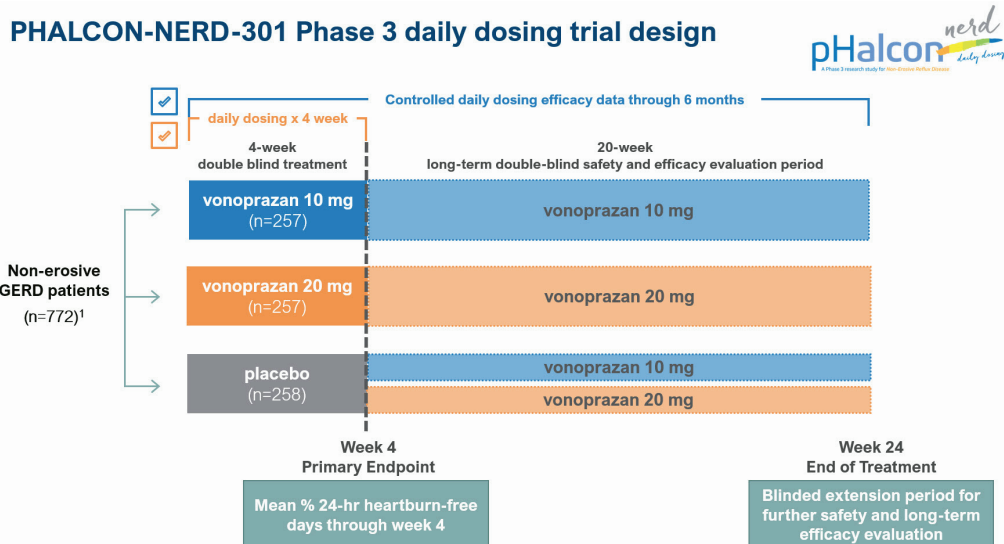 PHALCON-NERD-301 Phase 3 daily dosing trial design
pHalcon nerd
daily dosing
A Phase 3 research study for Non-Erosive Reflux Disease
Controlled daily dosing efficacy data through 6 months
daily dosing x 4 week
4-week
double blind treatment
20-week
long-term double-blind safety and efficacy evaluation period
vonoprazan 10 mg
(n=257)
vonoprazan 10 mg
Non-erosive
GERD patients
(n=772)¹
vonoprazan 20 mg
(n=257)
vonoprazan 20 mg
placebo
(n=258)
vonoprazan 10 mg
vonoprazan 20 mg
Week 4
Primary Endpoint
Week 24
End of Treatment
Mean % 24-hr heartburn-free
days through week 4
Blinded extension period for
further safety and long-term
efficacy evaluation